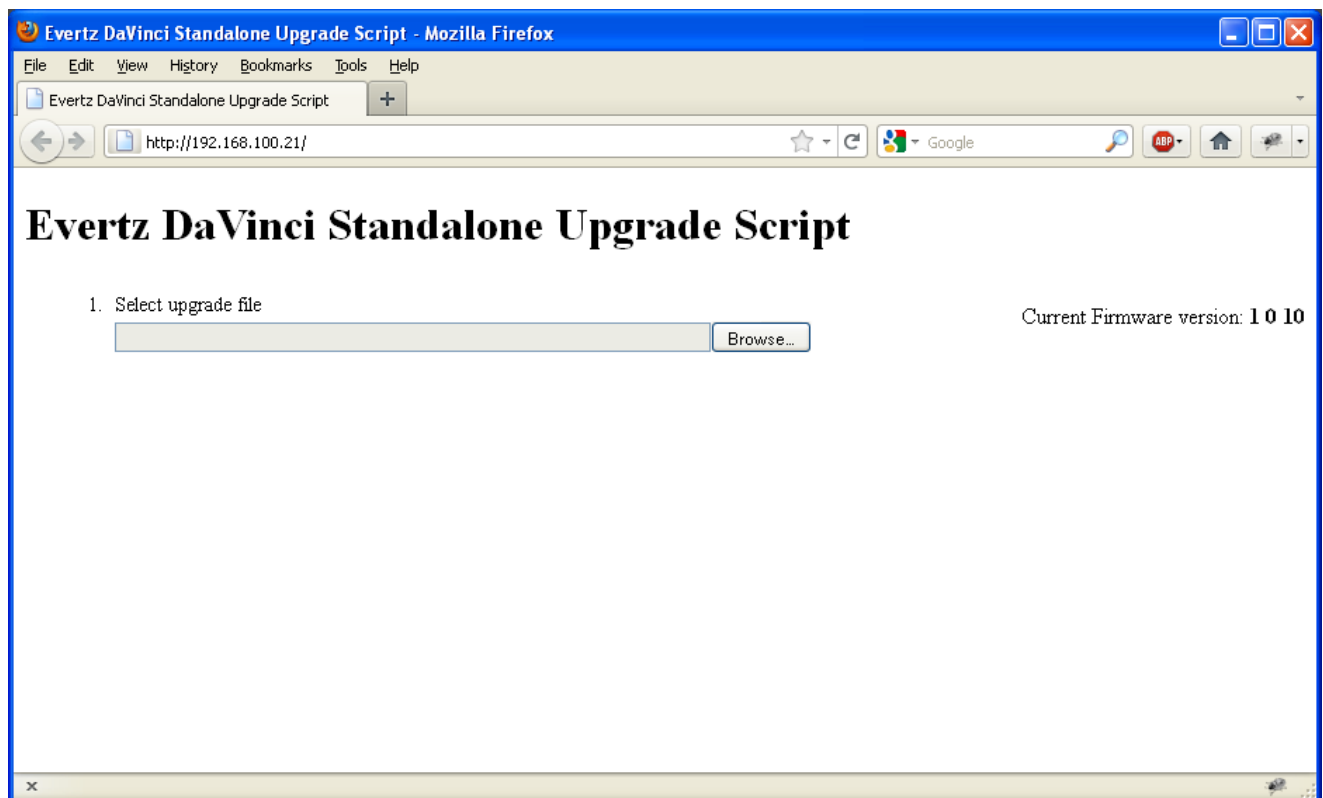 Evertz DaVinci Standalone Upgrade Script - Mozilla Firefox
File Edit View History Bookmarks Tools Help
Evertz DaVinci Standalone Upgrade Script +
http://192.168.100.21/ Google ABP
Evertz DaVinci Standalone Upgrade Script
1. Select upgrade file
Current Firmware version: 1 0 10
Browse...
x